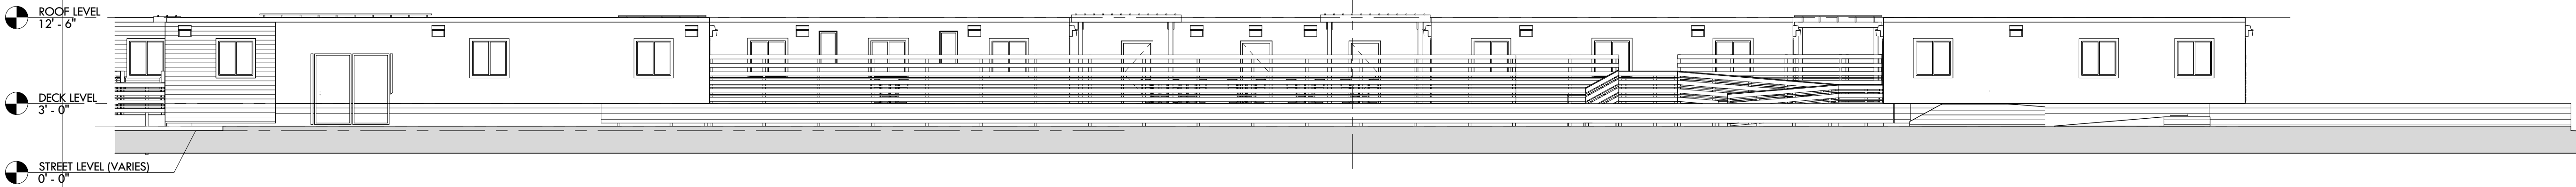 ROOF LEVEL
12' - 6"
DECK LEVEL
3' - 0"
STREET LEVEL (VARIES)
0' - 0"